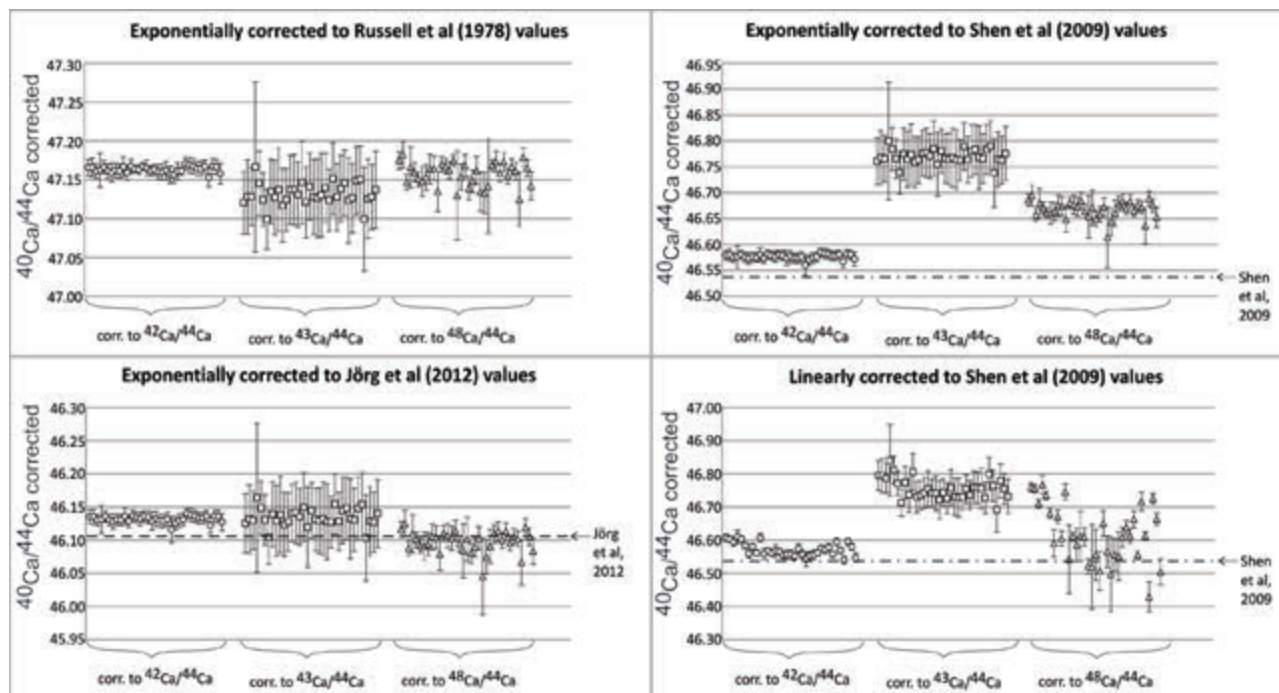 Exponentially corrected to Russell et al (1978) values
⁴⁰Ca/⁴⁴Ca corrected
47.30
47.25
47.20
47.15
47.10
47.05
47.00
corr. to ⁴²Ca/⁴⁴Ca
corr. to ⁴³Ca/⁴⁴Ca
corr. to ⁴⁸Ca/⁴⁴Ca
Exponentially corrected to Shen et al (2009) values
⁴⁰Ca/⁴⁴Ca corrected
46.95
46.90
46.85
46.80
46.75
46.70
46.65
46.60
46.55
46.50
Shen
et al,
2009
corr. to ⁴²Ca/⁴⁴Ca
corr. to ⁴³Ca/⁴⁴Ca
corr. to ⁴⁸Ca/⁴⁴Ca
Exponentially corrected to Jörg et al (2012) values
⁴⁰Ca/⁴⁴Ca corrected
46.30
46.25
46.20
46.15
46.10
46.05
46.00
45.95
Jörg
et al,
2012
corr. to ⁴²Ca/⁴⁴Ca
corr. to ⁴³Ca/⁴⁴Ca
corr. to ⁴⁸Ca/⁴⁴Ca
Linearly corrected to Shen et al (2009) values
⁴⁰Ca/⁴⁴Ca corrected
47.00
46.90
46.80
46.70
46.60
46.50
46.40
46.30
Shen
et al,
2009
corr. to ⁴²Ca/⁴⁴Ca
corr. to ⁴³Ca/⁴⁴Ca
corr. to ⁴⁸Ca/⁴⁴Ca